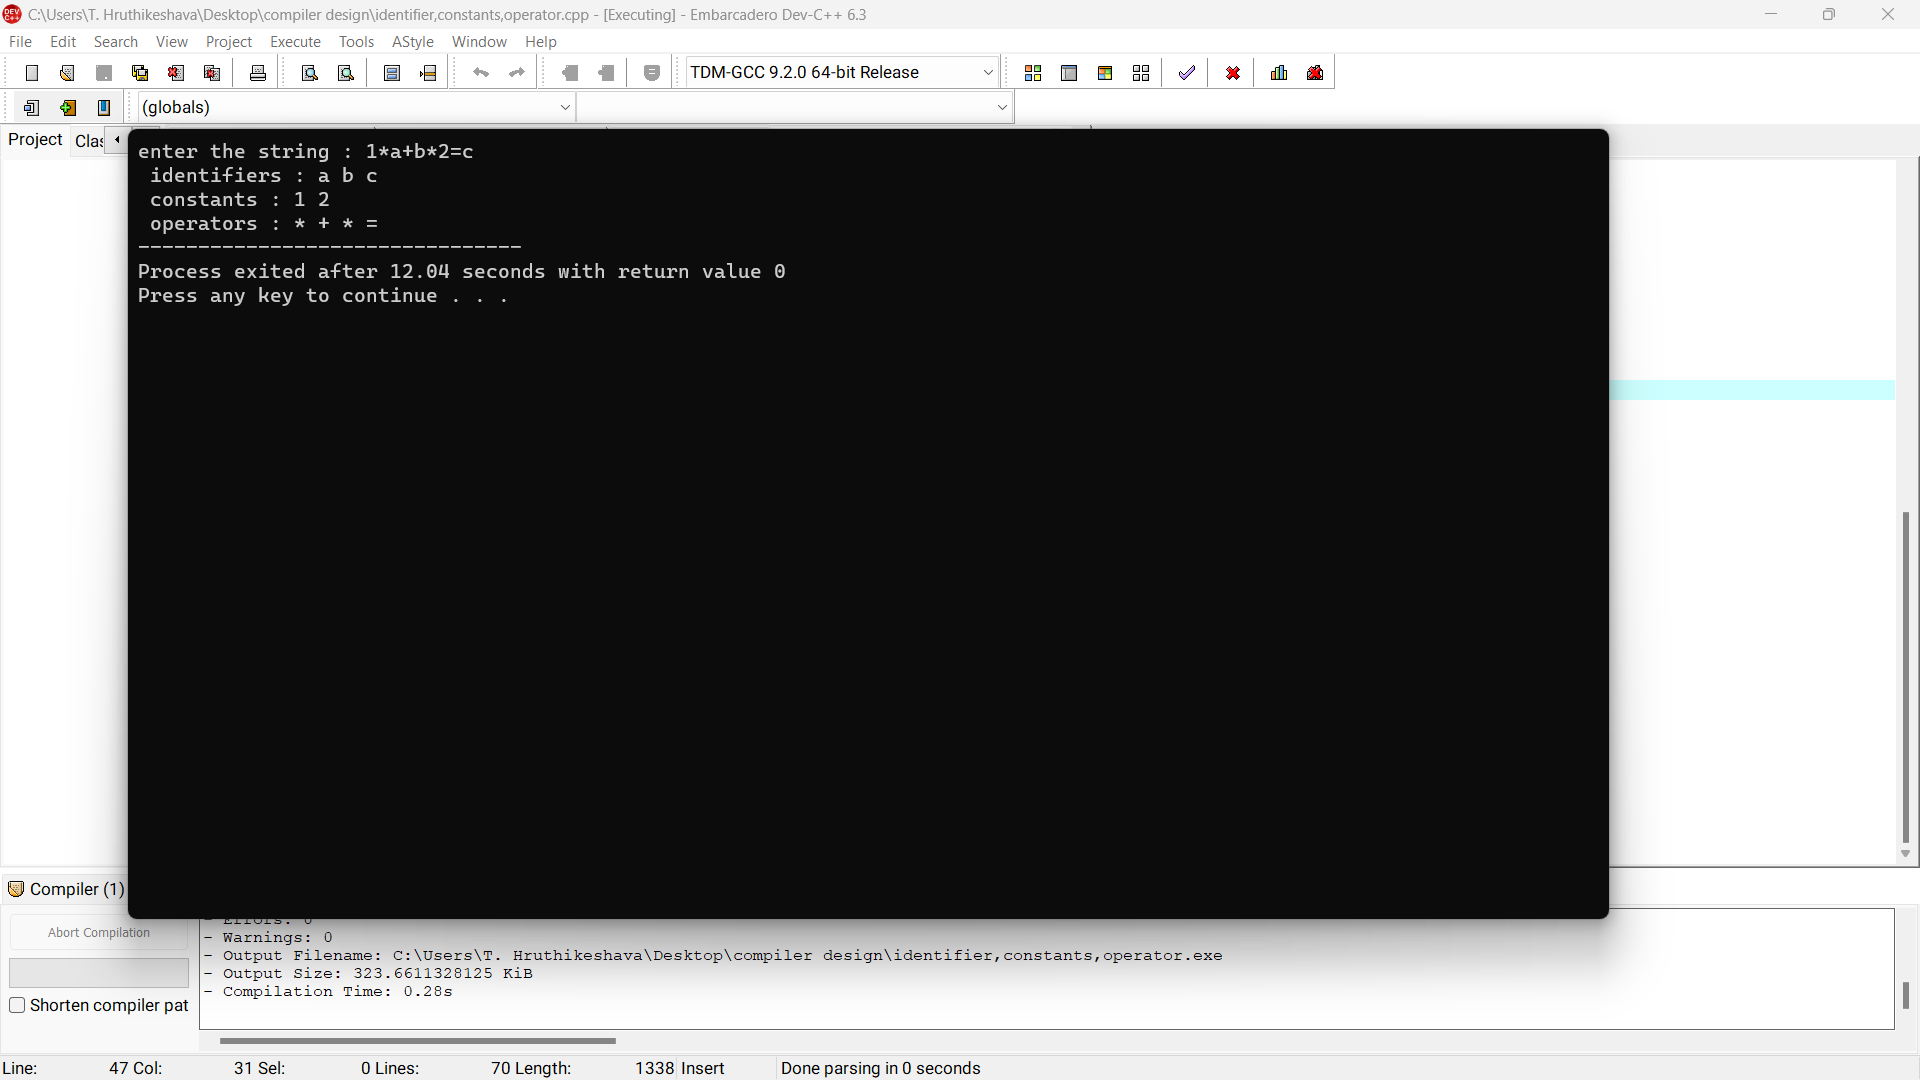 C:\Users\T. Hruthikeshava\Desktop\compiler design\identifier,constants,operator.cpp - [Executing] - Embarcadero Dev-C++ 6.3
File Edit Search View Project Execute Tools AStyle Window Help
TDM-GCC 9.2.0 64-bit Release
(globals)
Project Clas
enter the string : 1*a+b*2=c
identifiers : a b c
constants : 1 2
operators : * + * =
--------------------------------
Process exited after 12.04 seconds with return value 0
Press any key to continue . . .
Compiler (1)
Abort Compilation
Shorten compiler pat
- Errors: 0
- Warnings: 0
- Output Filename: C:\Users\T. Hruthikeshava\Desktop\compiler design\identifier,constants,operator.exe
- Output Size: 323.6611328125 KiB
- Compilation Time: 0.28s
Line: 47 Col: 31 Sel: 0 Lines: 70 Length: 1338 Insert Done parsing in 0 seconds